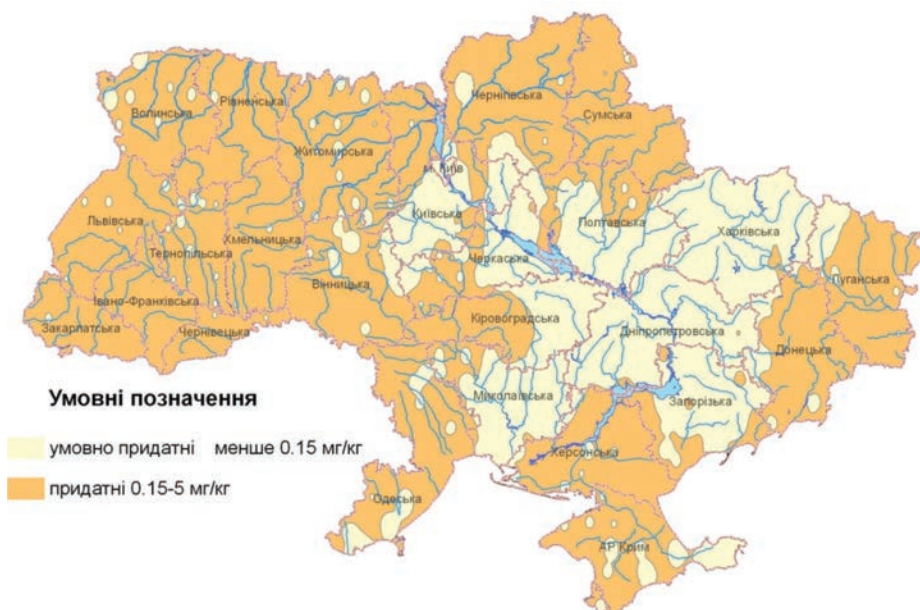 Чернігівська
Волинська
Рівненська
Сумська
Житомирська
м. Київ
Львівська
Київська
Полтавська
Харківська
Тернопільська
Хмельницька
Черкаська
Вінницька
Луганська
Івано-Франківська
Закарпатська
Чернівецька
Кіровоградська
Дніпропетровська
Донецька
Умовні позначення
Миколаївська
Запорізька
умовно придатні менше 0.15 мг/кг
Херсонська
придатні 0.15-5 мг/кг
Одеська
АР Крим